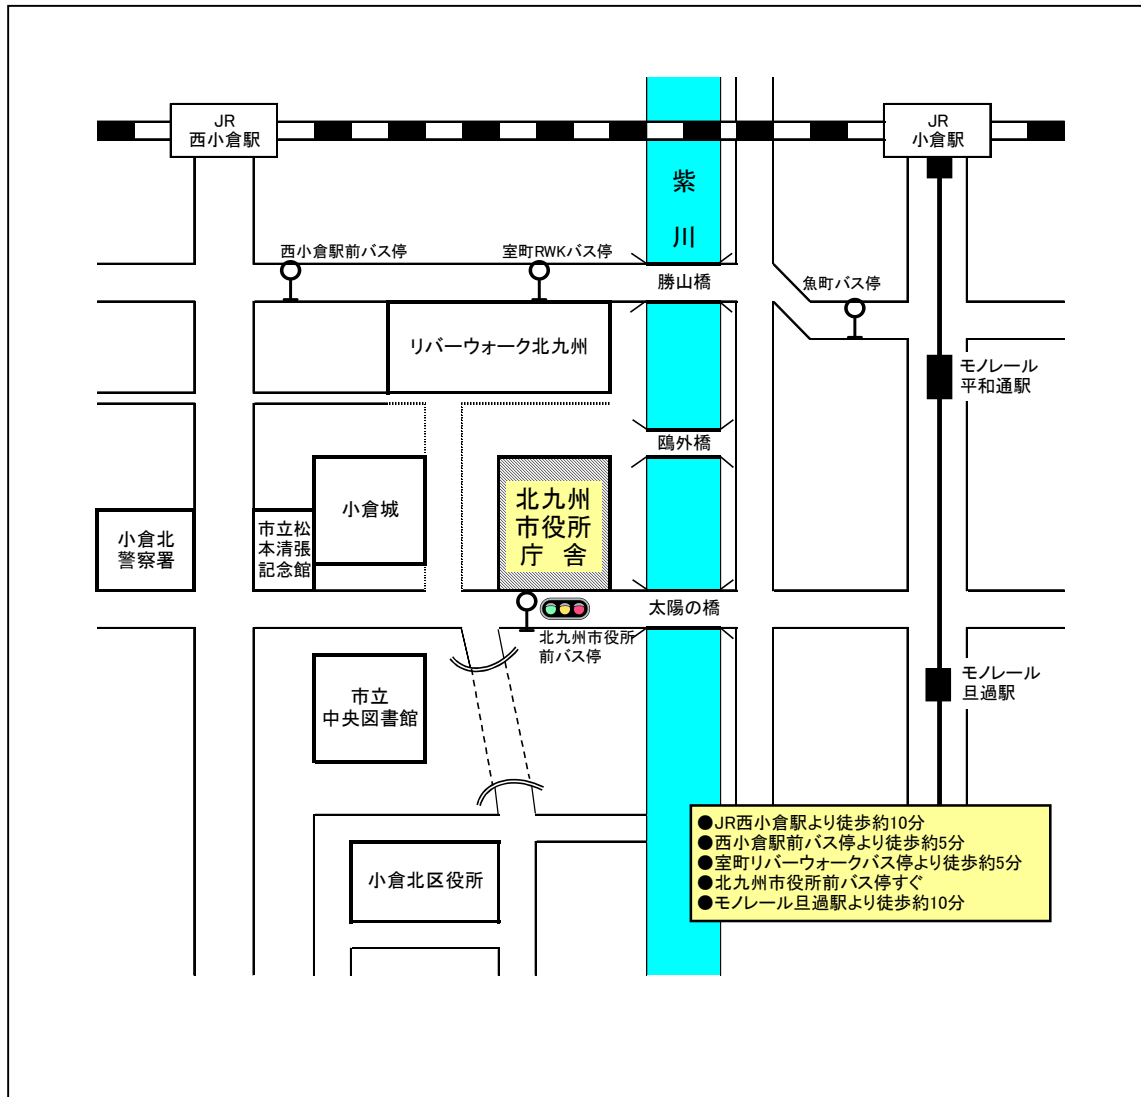 JR
西小倉駅
JR
小倉駅
紫
川
西小倉駅前バス停
室町RWKバス停
勝山橋
魚町バス停
リバーウォーク北九州
モノレール
平和通駅
鴎外橋
小倉城
北九州
市役所
庁　舎
小倉北
警察署
市立松
本清張
記念館
太陽の橋
北九州市役所
前バス停
市立
中央図書館
モノレール
旦過駅
小倉北区役所
●JR西小倉駅より徒歩約10分
●西小倉駅前バス停より徒歩約5分
●室町リバーウォークバス停より徒歩約5分
●北九州市役所前バス停すぐ
●モノレール旦過駅より徒歩約10分